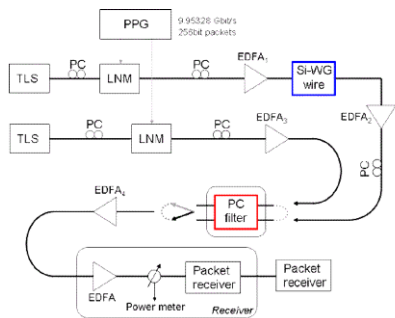 PPG
9.95328 Gbit/s
256bit packets
TLS
PC
LNM
PC
EDFA1
Si-WG
wire
EDFA2
TLS
PC
LNM
PC
EDFA3
PC
EDFA4
PC
filter
EDFA
Power meter
Packet
receiver
Receiver
Packet
receiver